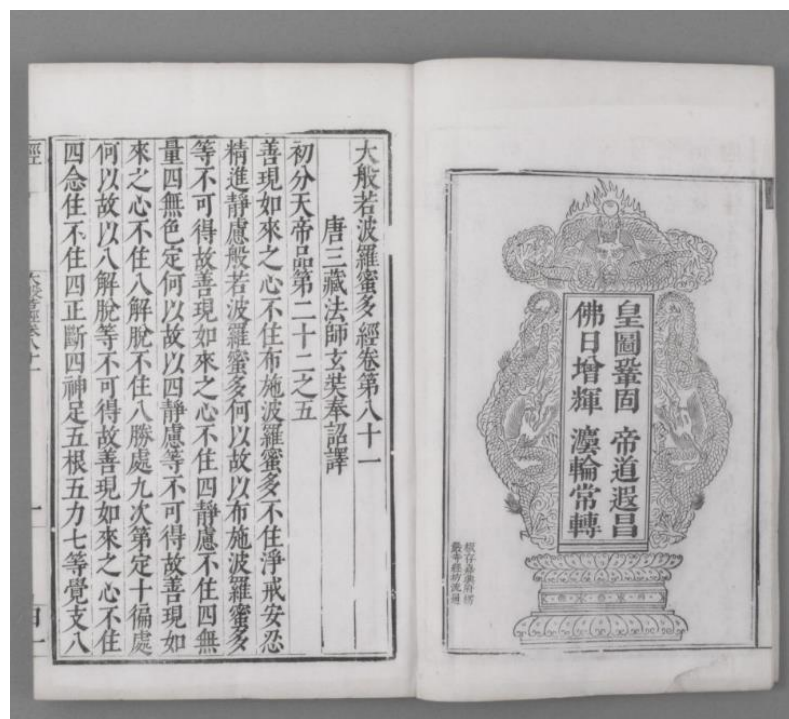 皇圖鞏固 帝道遐昌
佛日增輝 灋輪常轉
大般若波羅蜜多經卷第八十一
唐三藏法師玄奘奉詔譯
初分天帝品第二十二之五
善現如來之心不住布施波羅蜜多不住淨戒安忍
精進靜慮般若波羅蜜多何以故以布施波羅蜜多
等不可得故善現如來之心不住四靜慮不住四無
量四無色定何以故以四靜慮等不可得故善現如
來之心不住八解脫不住八勝處九次第定十徧處
何以故以八解脫等不可得故善現如來之心不住
四念住不住四正斷四神足五根五力七等覺支八